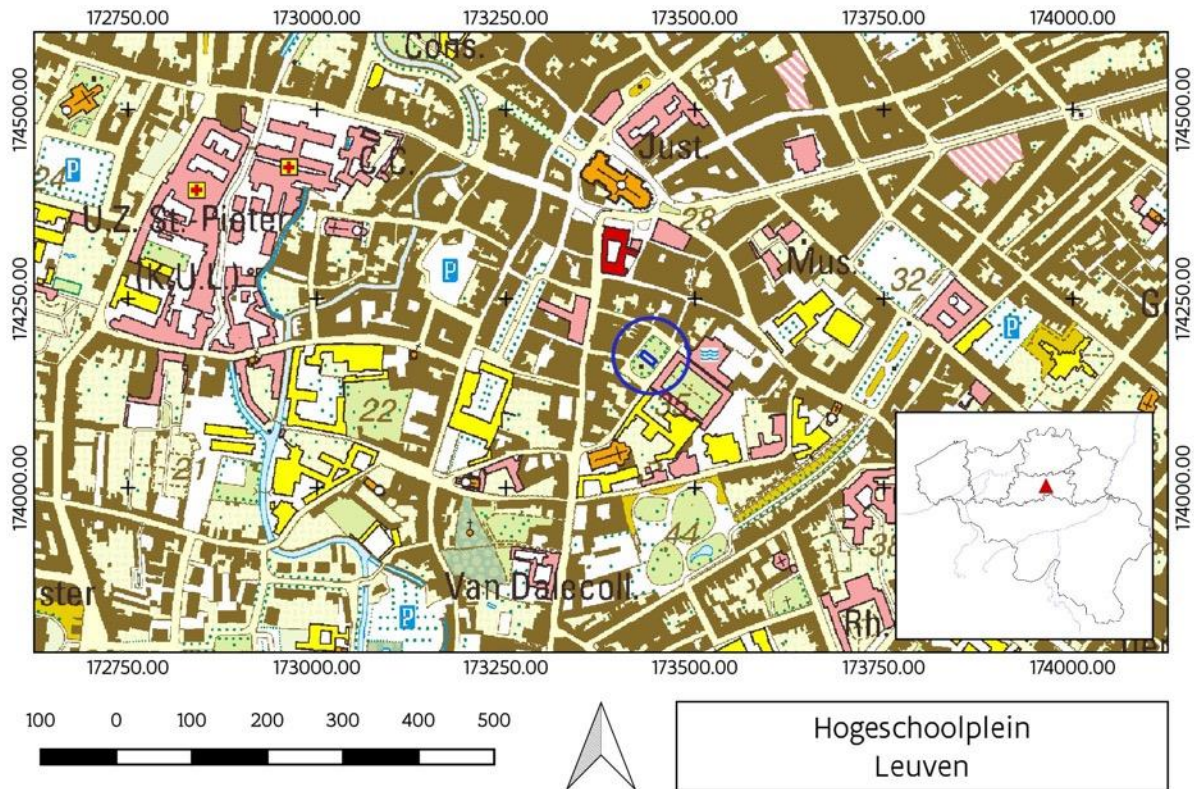 172750.00 173000.00 173250.00 173500.00 173750.00 174000.00
Cons.
31
174500.00 174500.00
Just.
C.C.
P
24
U.Z. St.-Pieter
28
(K.U.L.)
Mus.
P
32
174250.00 174250.00
P
22
21
174000.00 174000.00
44
38
Van Dalecoll.
ster
P
Rh.
172750.00 173000.00 173250.00 173500.00 173750.00 174000.00
100 0 100 200 300 400 500
Hogeschoolplein
Leuven